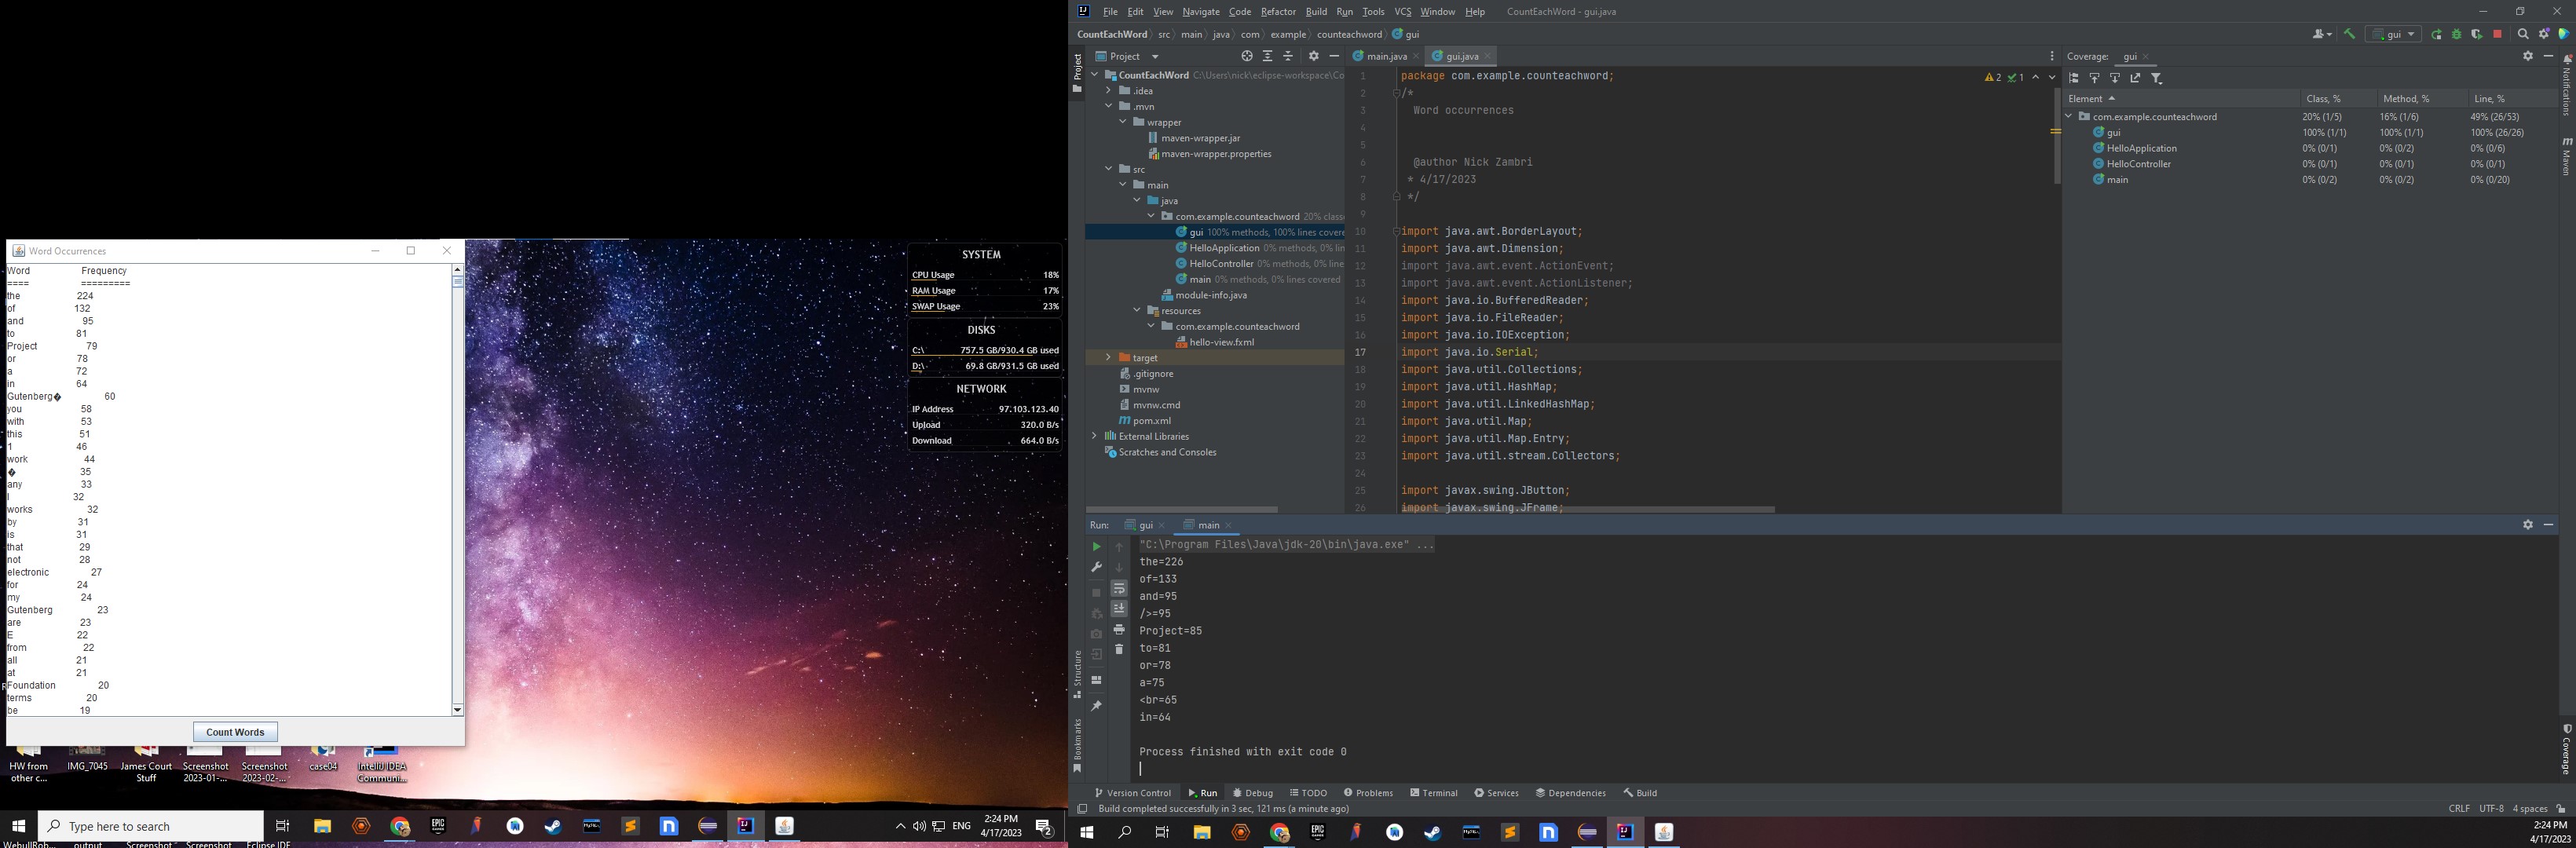 Word Occurrences
Word Frequency
==== =========
the 224
of 132
and 95
to 81
Project 79
or 78
a 72
in 64
Gutenberg� 60
you 58
with 53
this 51
1 46
work 44
� 35
any 33
I 32
works 32
by 31
is 31
that 29
not 28
electronic 27
for 24
my 24
Gutenberg 23
are 23
E 22
from 22
all 21
at 21
Foundation 20
terms 20
be 19
Count Words
SYSTEM
CPU Usage 18%
RAM Usage 17%
SWAP Usage 23%
DISKS
C:\ 757.5 GB/930.4 GB used
D:\ 69.8 GB/931.5 GB used
NETWORK
IP Address 97.103.123.40
Upload 320.0 B/s
Download 664.0 B/s
HW from other c...
IMG_7045
James Court Stuff
Screenshot 2023-01-...
Screenshot 2023-02-...
case04
IntelliJ IDEA Communi...
Type here to search
ENG
2:24 PM
4/17/2023
2
WebullRob...
output
Screenshot
Screenshot
Eclipse IDE
File Edit View Navigate Code Refactor Build Run Tools VCS Window Help CountEachWord - gui.java
CountEachWord src main java com example counteachword gui
gui
Project
Project
CountEachWord C:\Users\nick\eclipse-workspace\Co
.idea
.mvn
wrapper
maven-wrapper.jar
maven-wrapper.properties
src
main
java
com.example.counteachword 20% class
gui 100% methods, 100% lines covere
HelloApplication 0% methods, 0% lin
HelloController 0% methods, 0% line
main 0% methods, 0% lines covered
module-info.java
resources
com.example.counteachword
hello-view.fxml
target
.gitignore
mvnw
mvnw.cmd
pom.xml
External Libraries
Scratches and Consoles
main.java gui.java
2 1
1 package com.example.counteachword;
2 /*
3 Word occurrences
4
5
6 @author Nick Zambri
7 * 4/17/2023
8 */
9
10 import java.awt.BorderLayout;
11 import java.awt.Dimension;
12 import java.awt.event.ActionEvent;
13 import java.awt.event.ActionListener;
14 import java.io.BufferedReader;
15 import java.io.FileReader;
16 import java.io.IOException;
17 import java.io.Serial;
18 import java.util.Collections;
19 import java.util.HashMap;
20 import java.util.LinkedHashMap;
21 import java.util.Map;
22 import java.util.Map.Entry;
23 import java.util.stream.Collectors;
24
25 import javax.swing.JButton;
26 import javax.swing.JFrame;
Coverage: gui
Element Class, % Method, % Line, %
com.example.counteachword 20% (1/5) 16% (1/6) 49% (26/53)
gui 100% (1/1) 100% (1/1) 100% (26/26)
HelloApplication 0% (0/1) 0% (0/2) 0% (0/6)
HelloController 0% (0/1) 0% (0/1) 0% (0/1)
main 0% (0/2) 0% (0/2) 0% (0/20)
Notifications
Maven
Coverage
Run: gui main
"C:\Program Files\Java\jdk-20\bin\java.exe" ...
the=226
of=133
and=95
/>=95
Project=85
to=81
or=78
a=75
<br=65
in=64
Process finished with exit code 0
Structure
Bookmarks
Version Control Run Debug TODO Problems Terminal Services Dependencies Build
Build completed successfully in 3 sec, 121 ms (a minute ago)
CRLF UTF-8 4 spaces
2:24 PM
4/17/2023